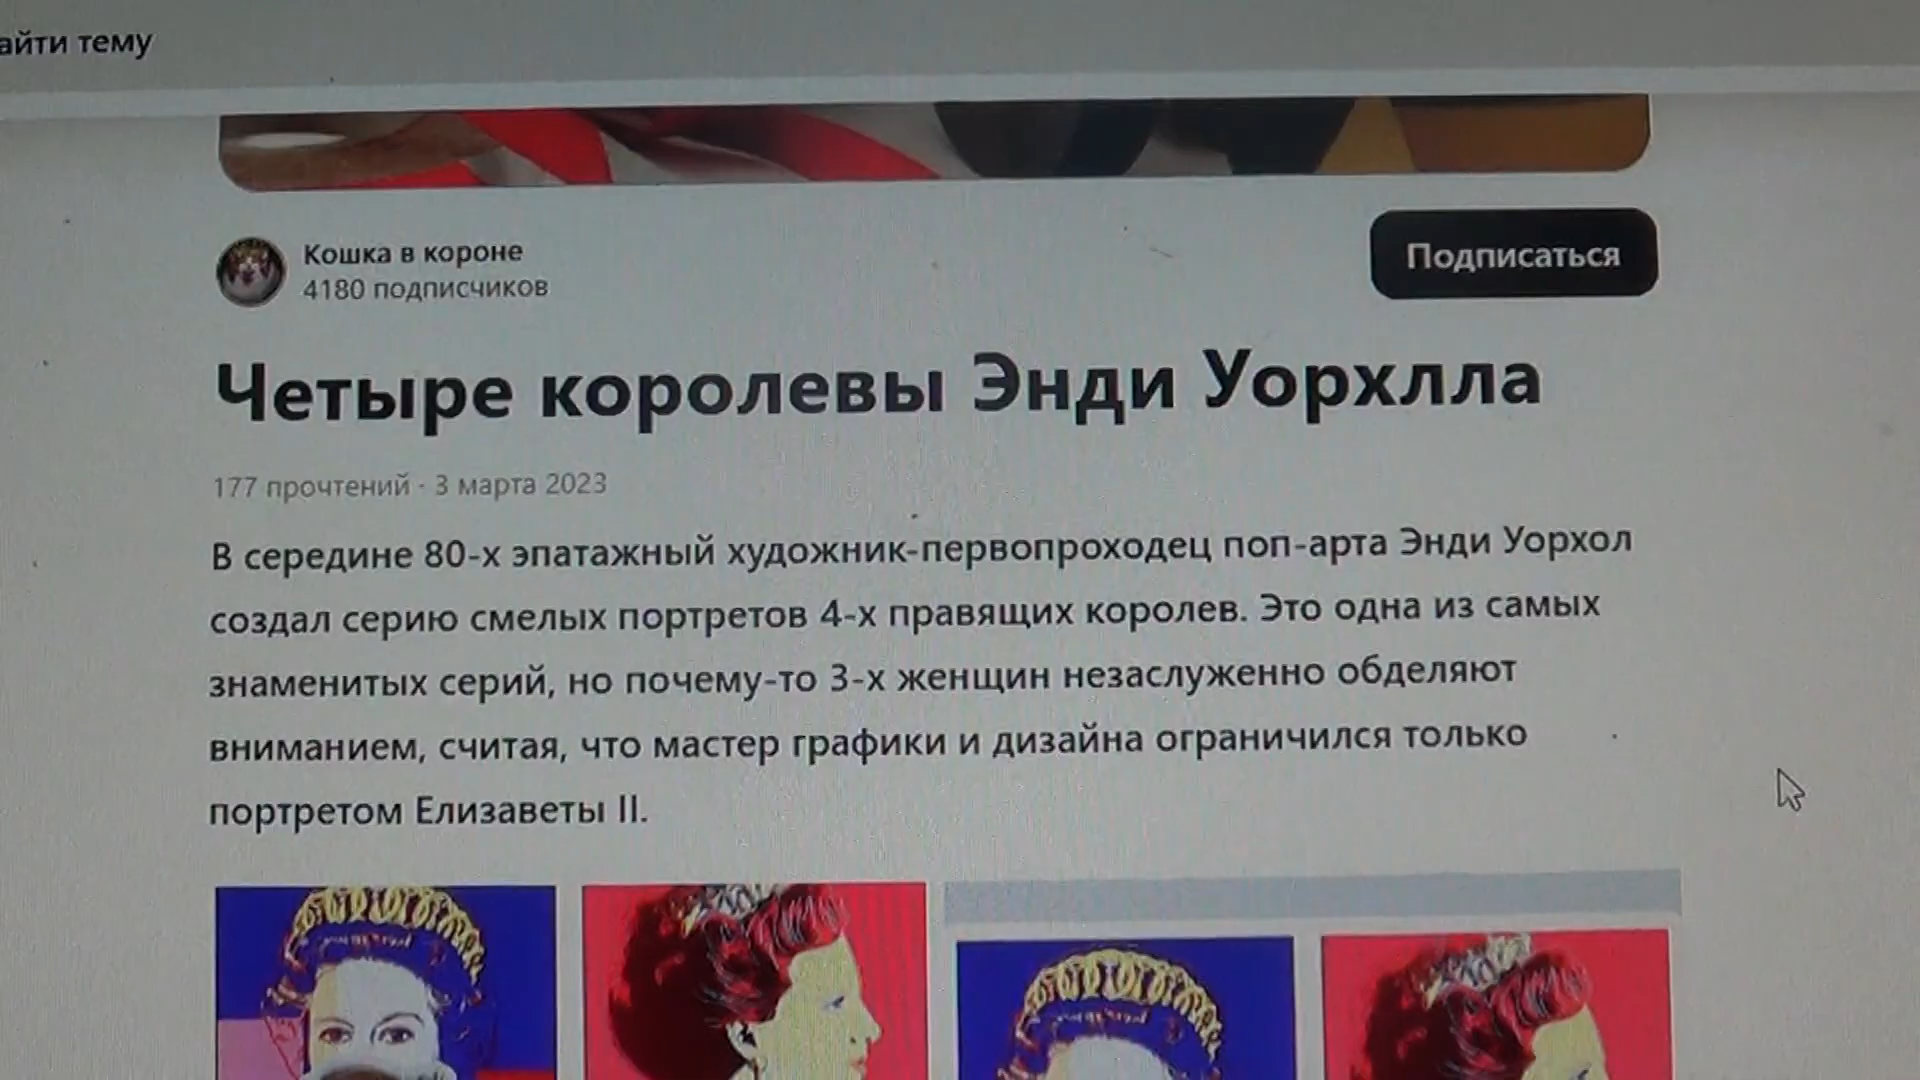 айти тему
Кошка в короне
4180 подписчиков
Подписаться
Четыре королевы Энди Уорхлла
177 прочтений · 3 марта 2023
В середине 80-х эпатажный художник-первопроходец поп-арта Энди Уорхол
создал серию смелых портретов 4-х правящих королев. Это одна из самых
знаменитых серий, но почему-то 3-х женщин незаслуженно обделяют
вниманием, считая, что мастер графики и дизайна ограничился только
портретом Елизаветы II.